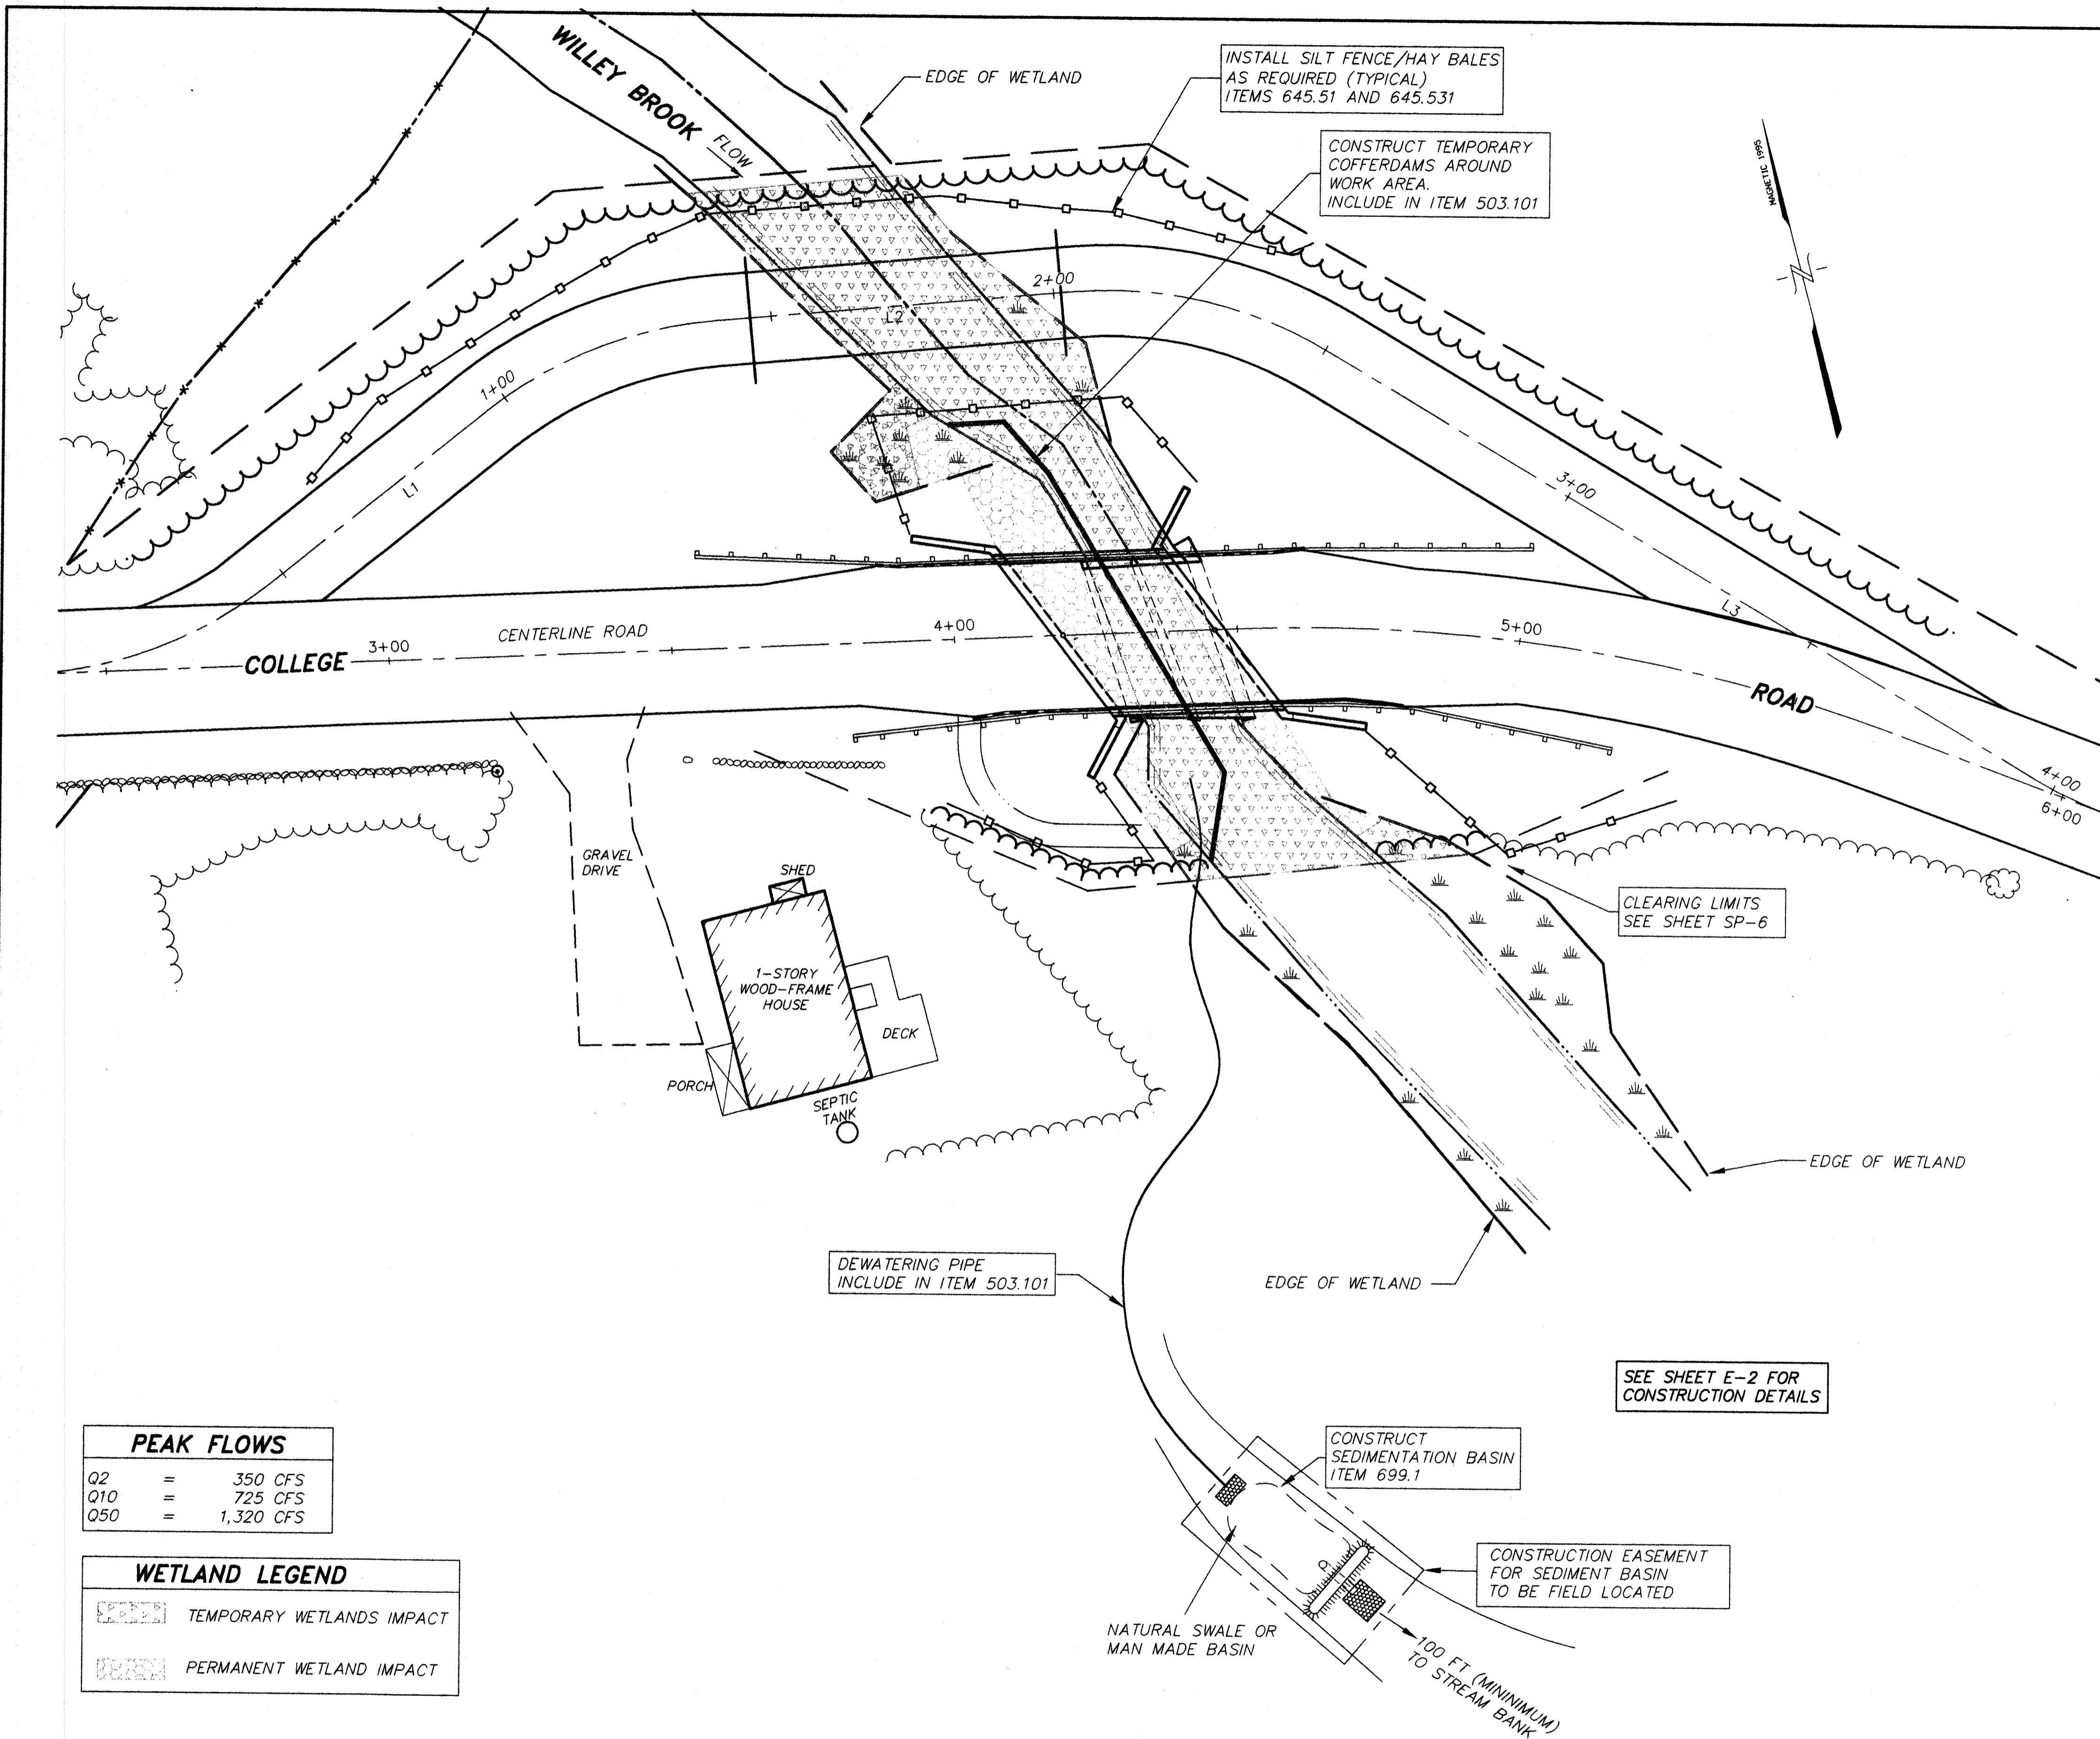 WILLEY BROOK
FLOW
EDGE OF WETLAND
INSTALL SILT FENCE/HAY BALES
AS REQUIRED (TYPICAL)
ITEMS 645.51 AND 645.531
CONSTRUCT TEMPORARY
COFFERDAMS AROUND
WORK AREA.
INCLUDE IN ITEM 503.101
MAGNETIC 1995
2+00
L2
1+00
L1
3+00
L3
COLLEGE
3+00
CENTERLINE ROAD
4+00
5+00
ROAD
4+00
6+00
GRAVEL
DRIVE
SHED
1-STORY
WOOD-FRAME
HOUSE
DECK
PORCH
SEPTIC
TANK
CLEARING LIMITS
SEE SHEET SP-6
EDGE OF WETLAND
EDGE OF WETLAND
DEWATERING PIPE
INCLUDE IN ITEM 503.101
SEE SHEET E-2 FOR
CONSTRUCTION DETAILS
CONSTRUCT
SEDIMENTATION BASIN
ITEM 699.1
CONSTRUCTION EASEMENT
FOR SEDIMENT BASIN
TO BE FIELD LOCATED
NATURAL SWALE OR
MAN MADE BASIN
100 FT (MININIMUM)
TO STREAM BANK
PEAK FLOWS
Q2 = 350 CFS
Q10 = 725 CFS
Q50 = 1,320 CFS
WETLAND LEGEND
TEMPORARY WETLANDS IMPACT
PERMANENT WETLAND IMPACT